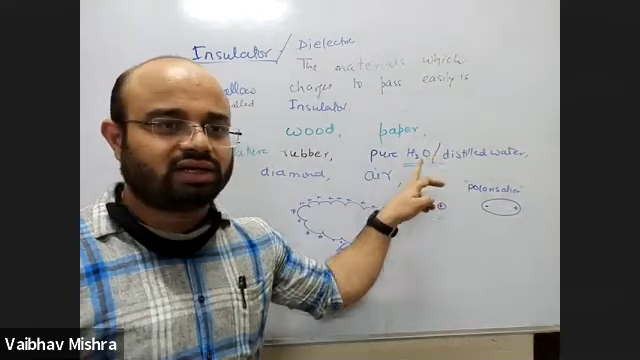 Insulator/ Dielectric
The materials which
allow charges to pass easily is
Insulator
wood, paper,
rubber, pure H₂O/distilled water,
diamond, air,
"polarisation"
Vaibhav Mishra